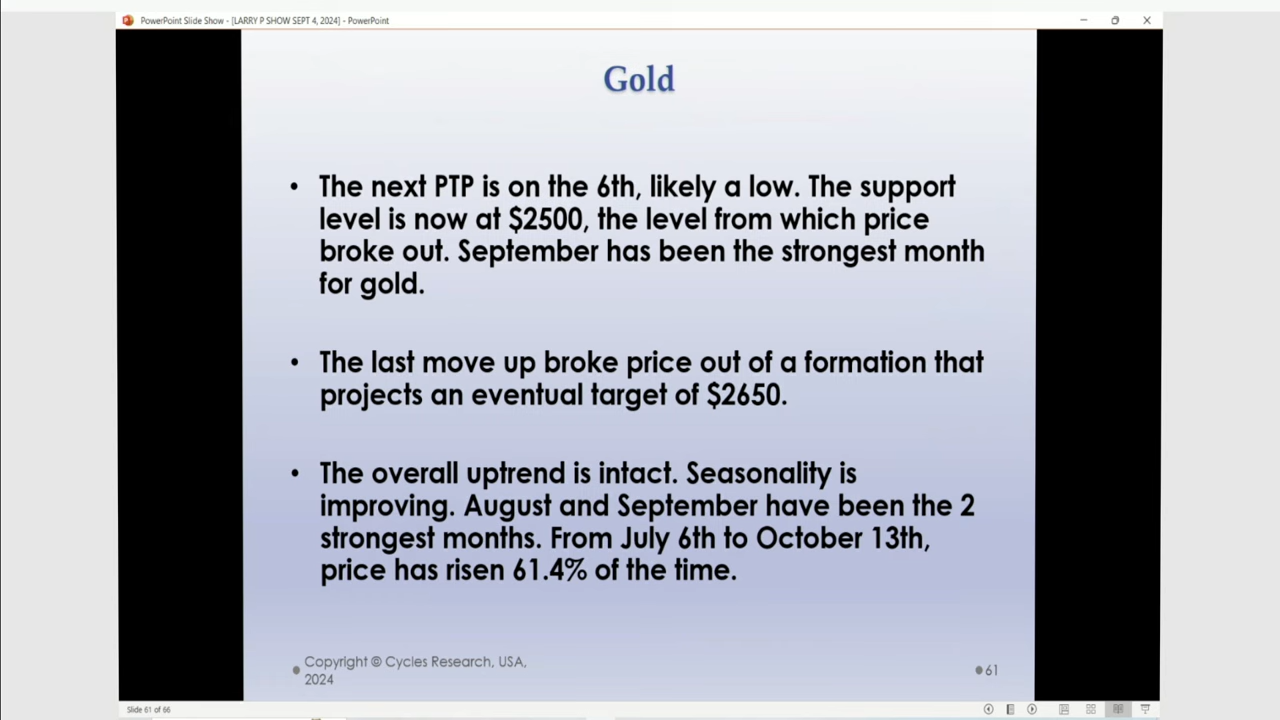 PowerPoint Slide Show - [LARRY P SHOW SEPT 4, 2024] - PowerPoint
Gold
• The next PTP is on the 6th, likely a low. The support
level is now at $2500, the level from which price
broke out. September has been the strongest month
for gold.
• The last move up broke price out of a formation that
projects an eventual target of $2650.
• The overall uptrend is intact. Seasonality is
improving. August and September have been the 2
strongest months. From July 6th to October 13th,
price has risen 61.4% of the time.
Copyright © Cycles Research, USA,
2024
61
Slide 61 of 66